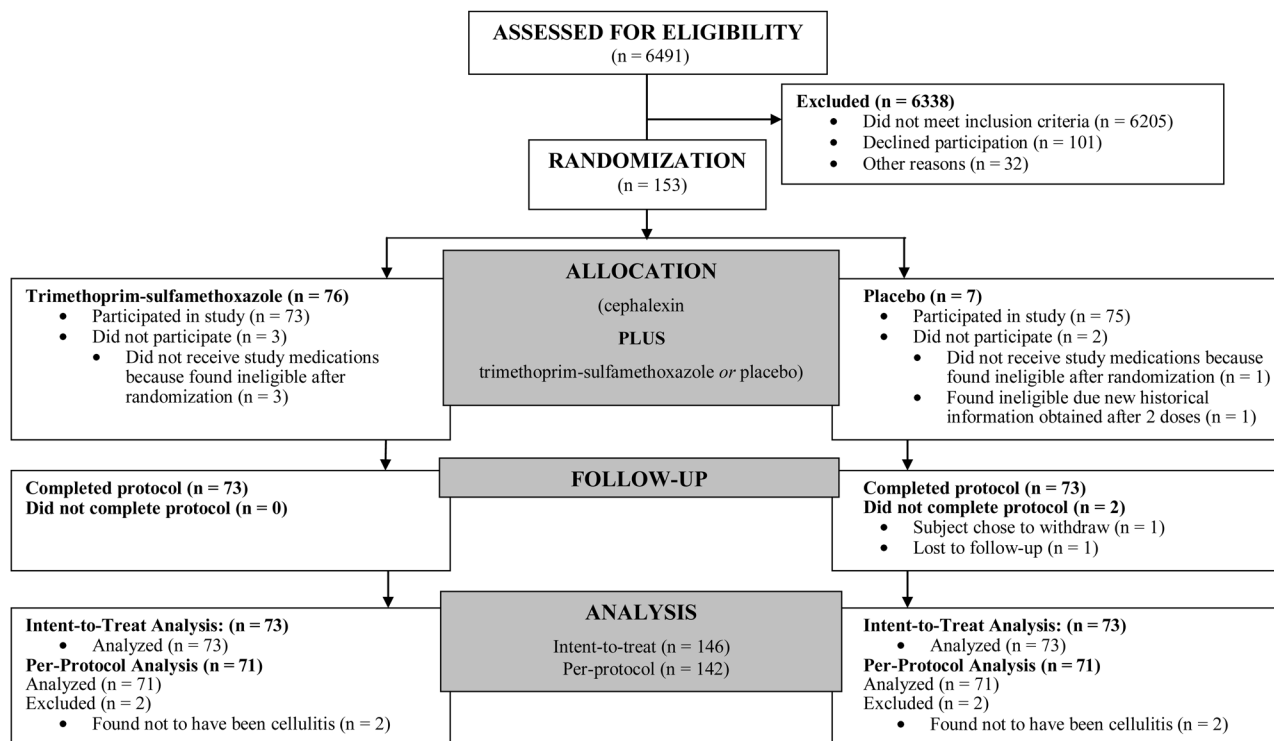 ASSESSED FOR ELIGIBILITY
(n = 6491)
Excluded (n = 6338)
• Did not meet inclusion criteria (n = 6205)
• Declined participation (n = 101)
• Other reasons (n = 32)
RANDOMIZATION
(n = 153)
ALLOCATION
(cephalexin
PLUS
trimethoprim-sulfamethoxazole or placebo)
Trimethoprim-sulfamethoxazole (n = 76)
• Participated in study (n = 73)
• Did not participate (n = 3)
• Did not receive study medications
because found ineligible after
randomization (n = 3)
Placebo (n = 7)
• Participated in study (n = 75)
• Did not participate (n = 2)
• Did not receive study medications because
found ineligible after randomization (n = 1)
• Found ineligible due new historical
information obtained after 2 doses (n = 1)
FOLLOW-UP
Completed protocol (n = 73)
Did not complete protocol (n = 0)
Completed protocol (n = 73)
Did not complete protocol (n = 2)
• Subject chose to withdraw (n = 1)
• Lost to follow-up (n = 1)
ANALYSIS
Intent-to-treat (n = 146)
Per-protocol (n = 142)
Intent-to-Treat Analysis: (n = 73)
• Analyzed (n = 73)
Per-Protocol Analysis (n = 71)
Analyzed (n = 71)
Excluded (n = 2)
• Found not to have been cellulitis (n = 2)
Intent-to-Treat Analysis: (n = 73)
• Analyzed (n = 73)
Per-Protocol Analysis (n = 71)
Analyzed (n = 71)
Excluded (n = 2)
• Found not to have been cellulitis (n = 2)